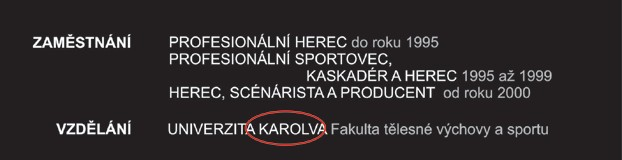 ZAMĚSTNÁNÍ PROFESIONÁLNÍ HEREC do roku 1995
PROFESIONÁLNÍ SPORTOVEC,
KASKADÉR A HEREC 1995 až 1999
HEREC, SCÉNÁRISTA A PRODUCENT od roku 2000
VZDĚLÁNÍ UNIVERZITA KAROLVA Fakulta tělesné výchovy a sportu